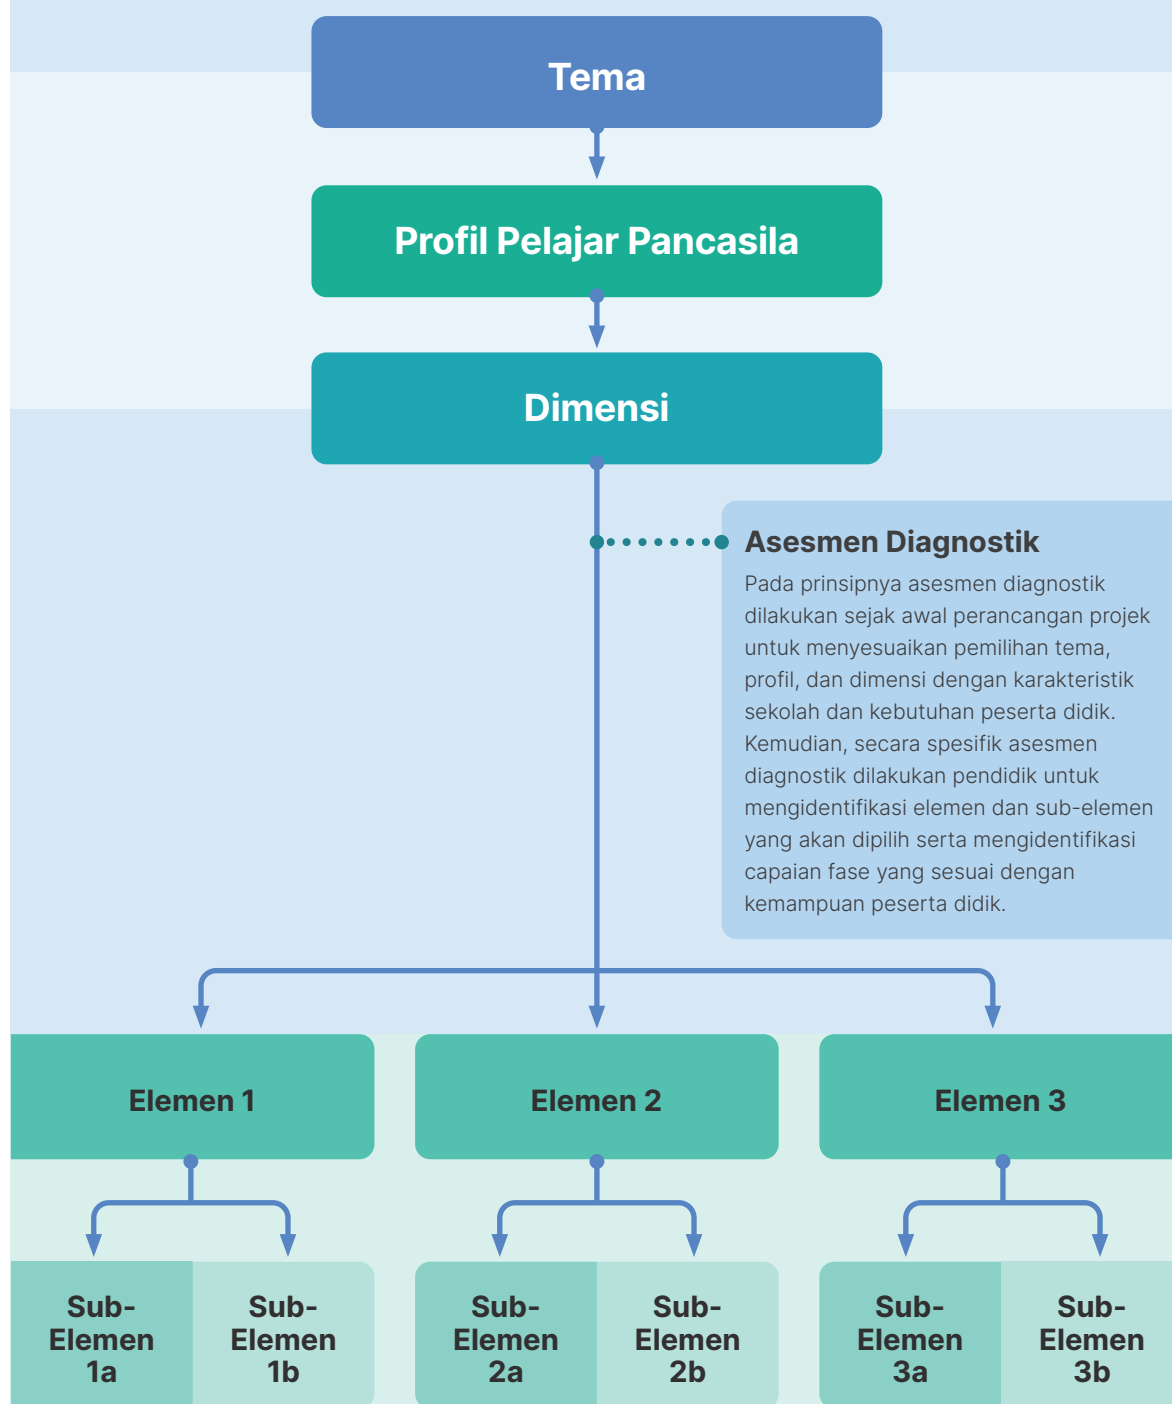 Tema
Profil Pelajar Pancasila
Dimensi
Asesmen Diagnostik
Pada prinsipnya asesmen diagnostik
dilakukan sejak awal perancangan projek
untuk menyesuaikan pemilihan tema,
profil, dan dimensi dengan karakteristik
sekolah dan kebutuhan peserta didik.
Kemudian, secara spesifik asesmen
diagnostik dilakukan pendidik untuk
mengidentifikasi elemen dan sub-elemen
yang akan dipilih serta mengidentifikasi
capaian fase yang sesuai dengan
kemampuan peserta didik.
Elemen 1
Elemen 2
Elemen 3
Sub-
Elemen
1a
Sub-
Elemen
1b
Sub-
Elemen
2a
Sub-
Elemen
2b
Sub-
Elemen
3a
Sub-
Elemen
3b